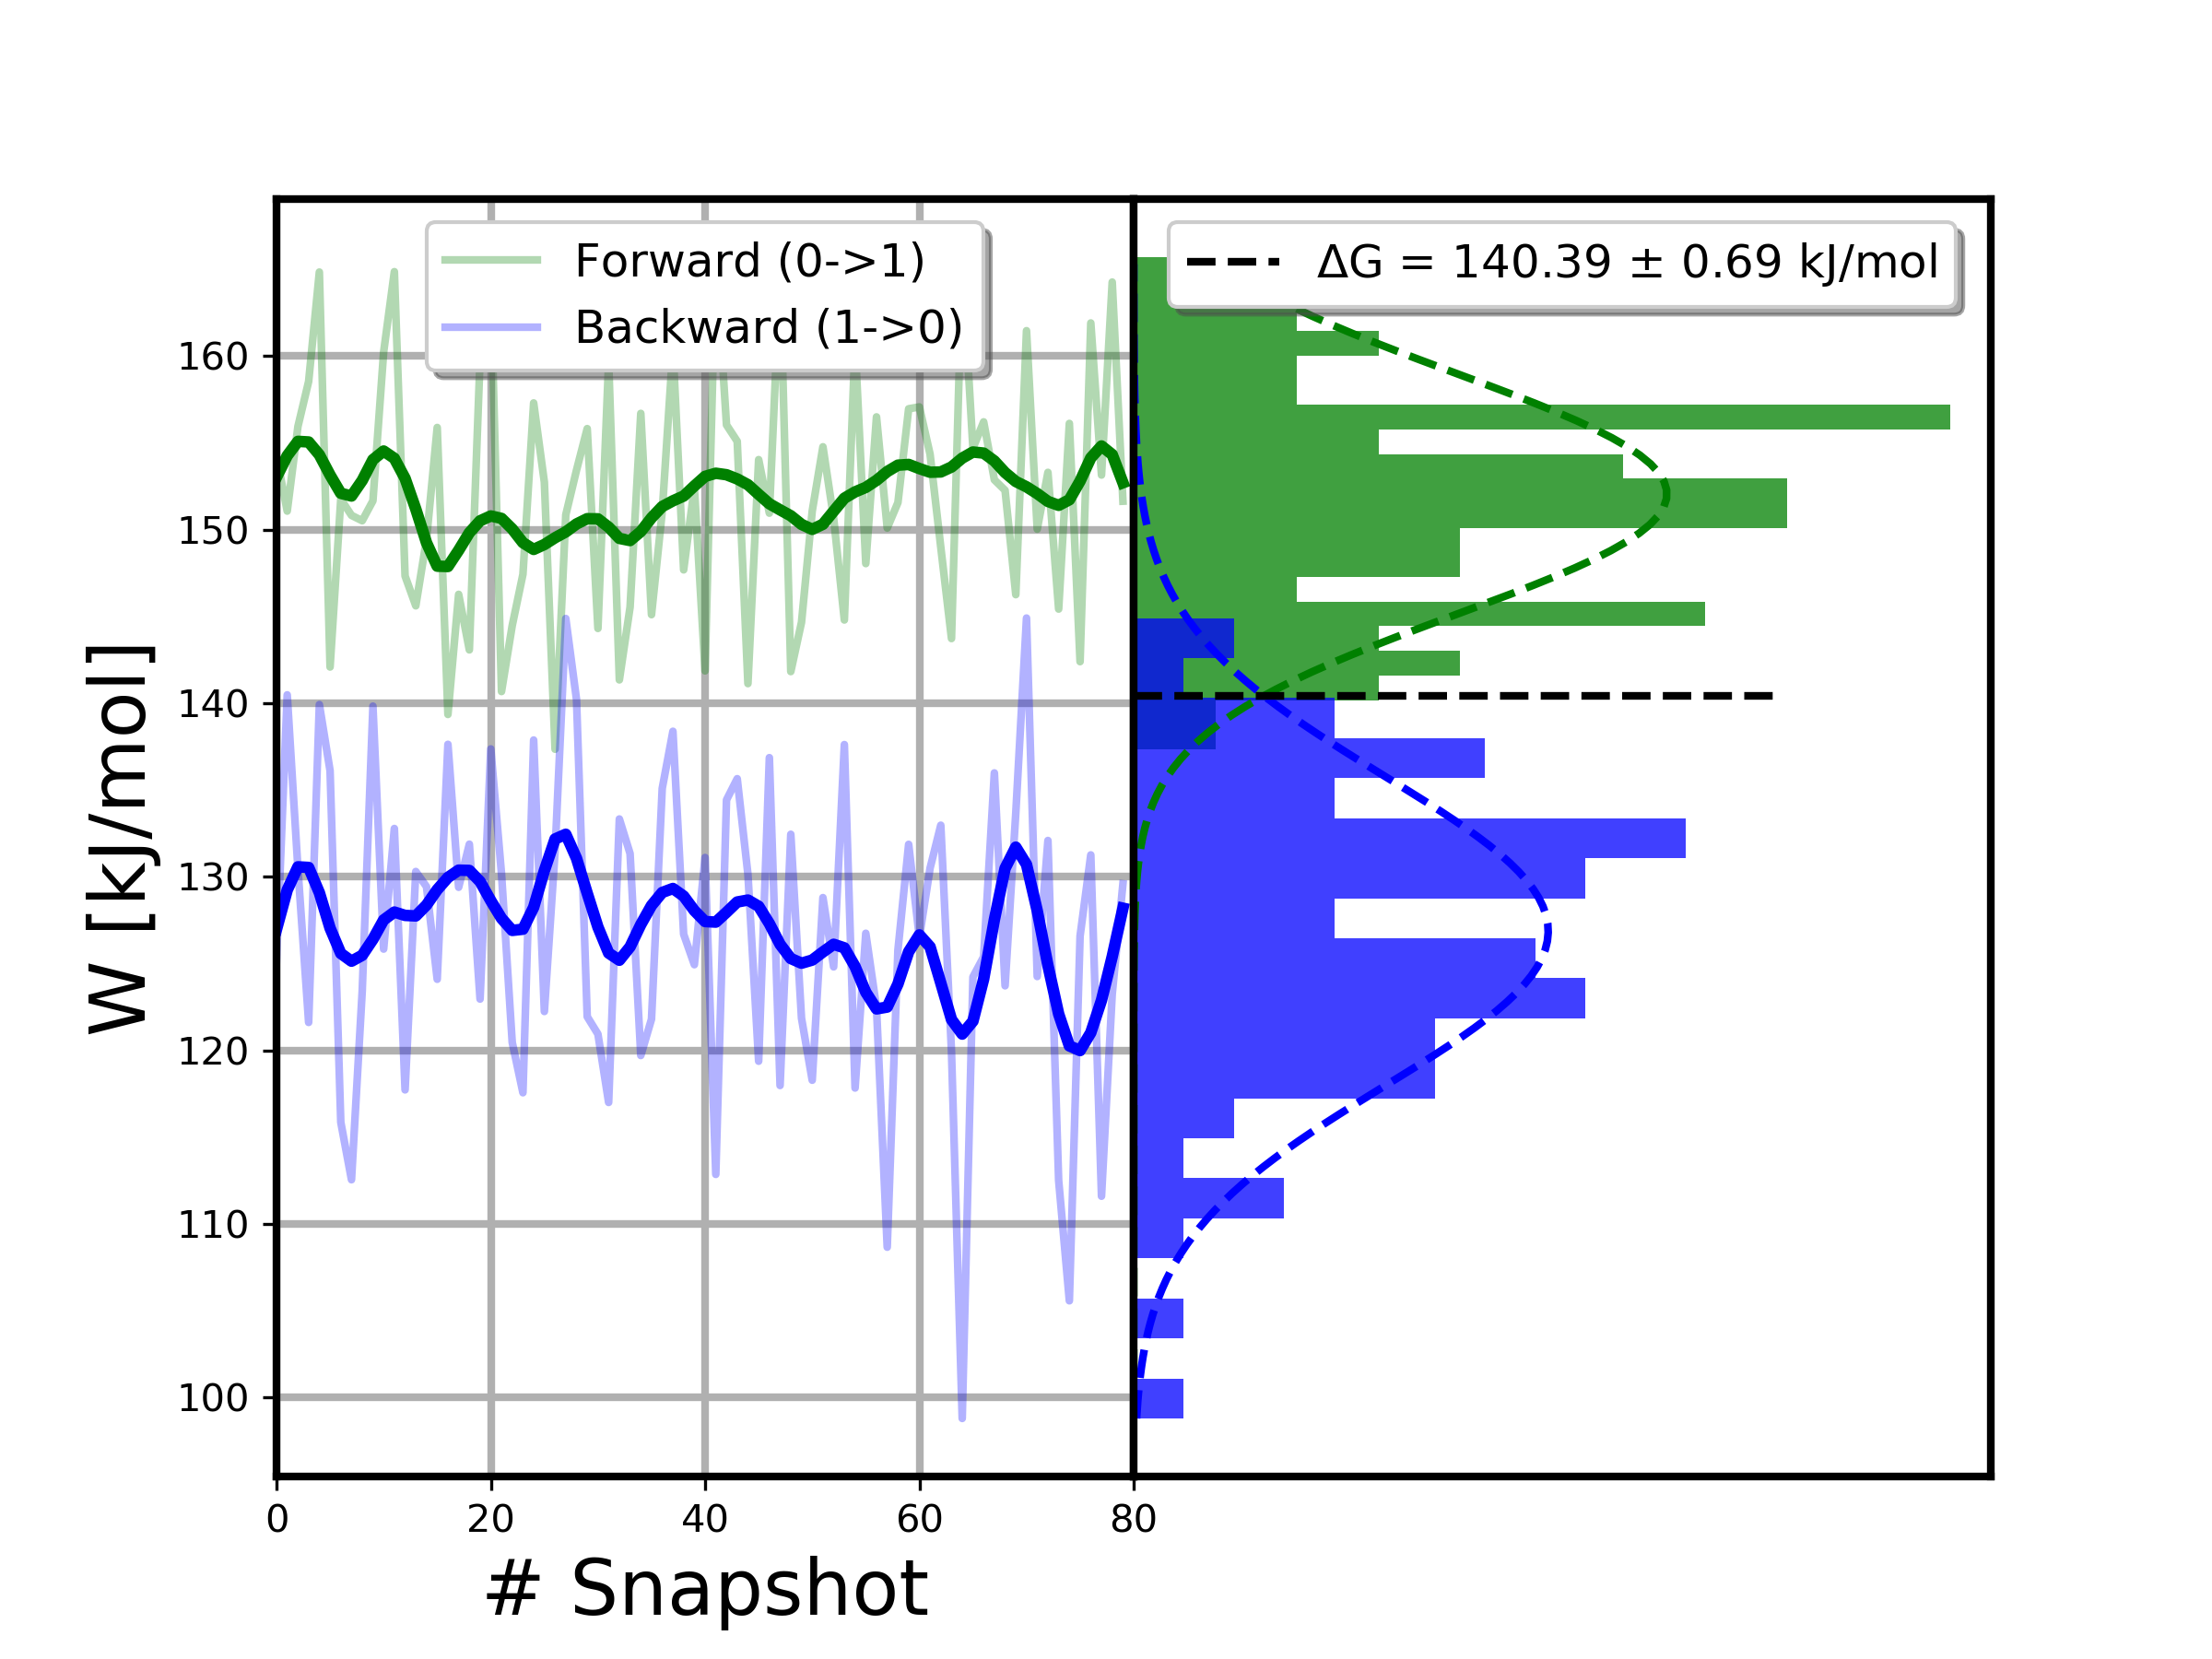 Forward (0->1)
Backward (1->0)
ΔG = 140.39 ± 0.69 kJ/mol
W [kJ/mol]
160
150
140
130
120
110
100
0 20 40 60 80
# Snapshot